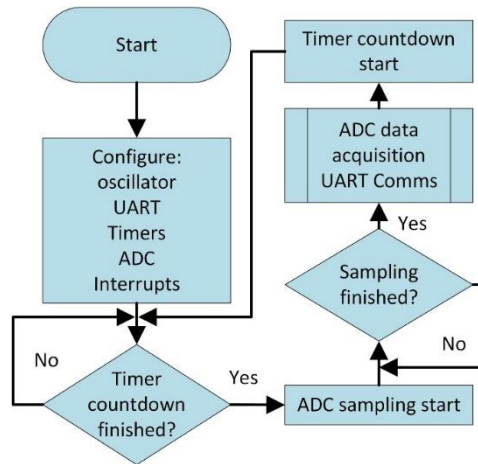 Start
Configure:
oscillator
UART
Timers
ADC
Interrupts
No
Timer
countdown
finished?
Yes
ADC sampling start
No
Sampling
finished?
Yes
ADC data
acquisition
UART Comms
Timer countdown
start